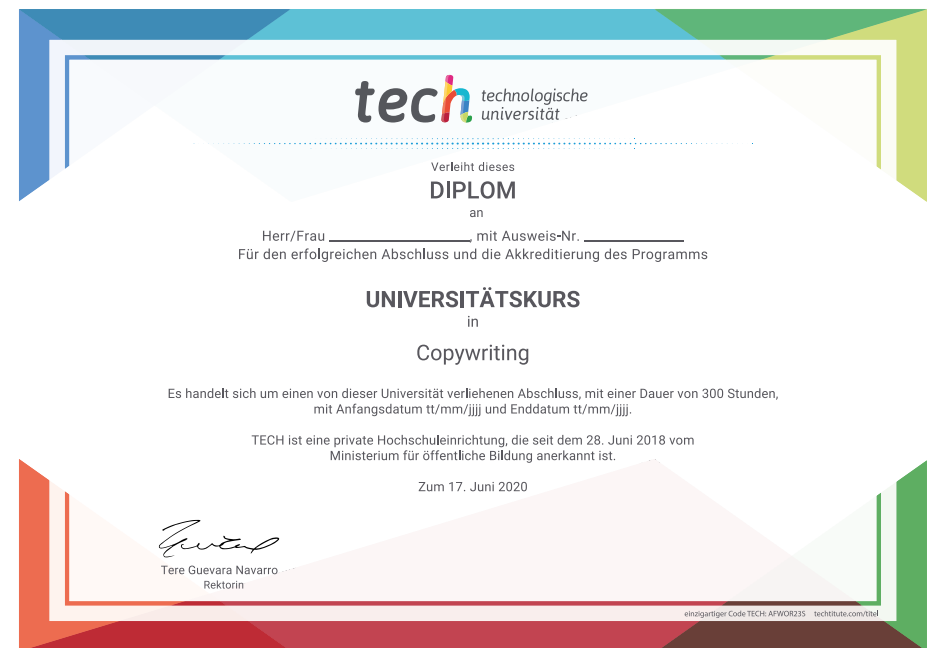 tech technologische
universität
Verleiht dieses
DIPLOM
an
Herr/Frau ____________________, mit Ausweis-Nr. ______________
Für den erfolgreichen Abschluss und die Akkreditierung des Programms
UNIVERSITÄTSKURS
in
Copywriting
Es handelt sich um einen von dieser Universität verliehenen Abschluss, mit einer Dauer von 300 Stunden,
mit Anfangsdatum tt/mm/jjjj und Enddatum tt/mm/jjjj.
TECH ist eine private Hochschuleinrichtung, die seit dem 28. Juni 2018 vom
Ministerium für öffentliche Bildung anerkannt ist.
Zum 17. Juni 2020
Tere Guevara Navarro
Rektorin
einzigartiger Code TECH: AFWOR23S techtitute.com/titel